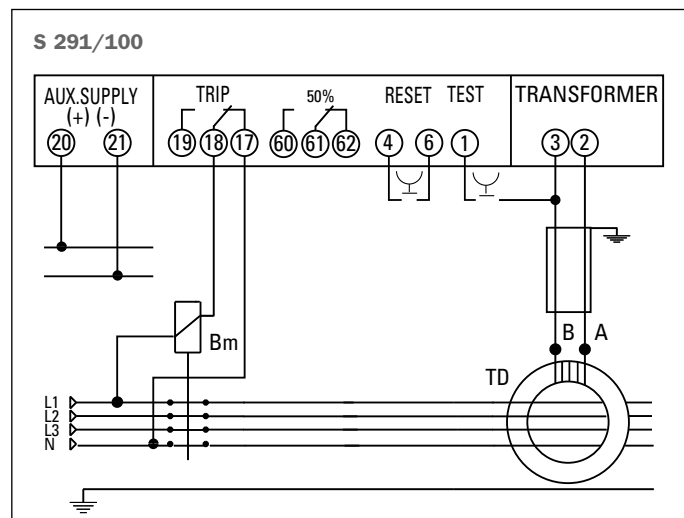 S 291/100
AUX.SUPPLY TRIP 50% RESET TEST TRANSFORMER
(+) (-)
20 21 19 18 17 60 61 62 4 6 1 3 2
Bm
B A
TD
L1
L2
L3
N